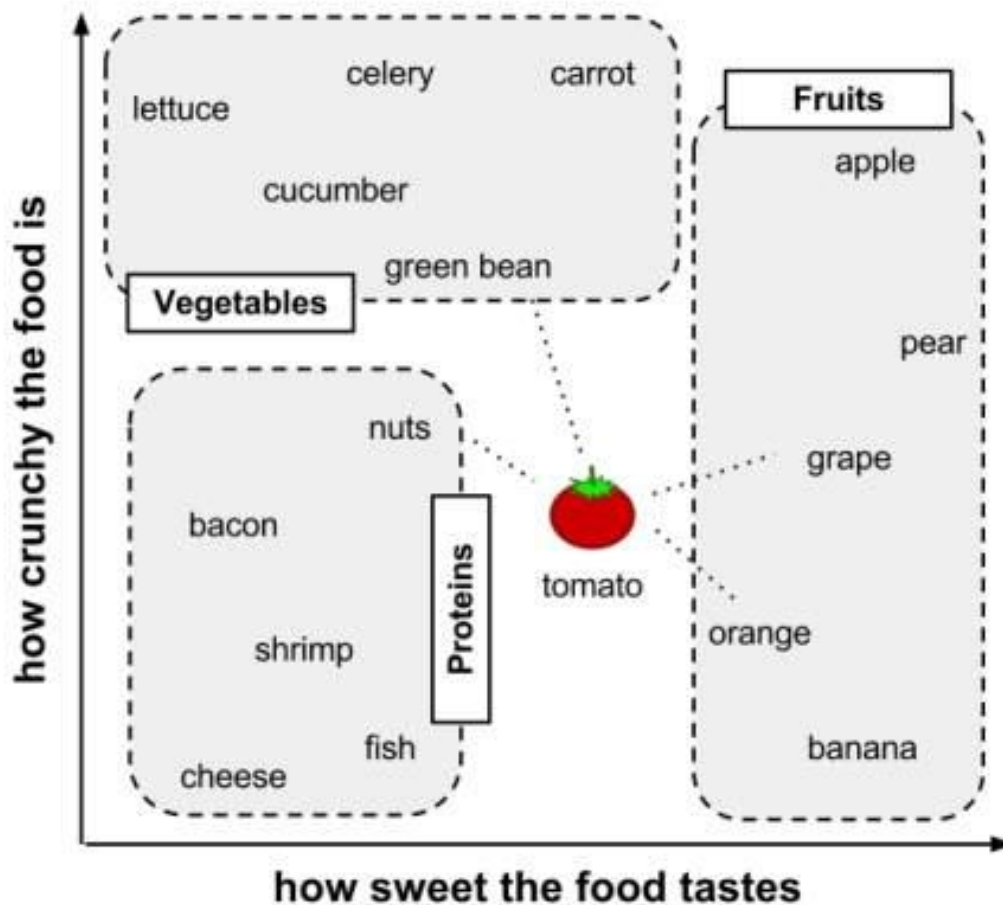 celery
carrot
lettuce
cucumber
green bean
Vegetables
Fruits
apple
pear
grape
orange
banana
nuts
bacon
shrimp
fish
cheese
Proteins
tomato
how crunchy the food is
how sweet the food tastes